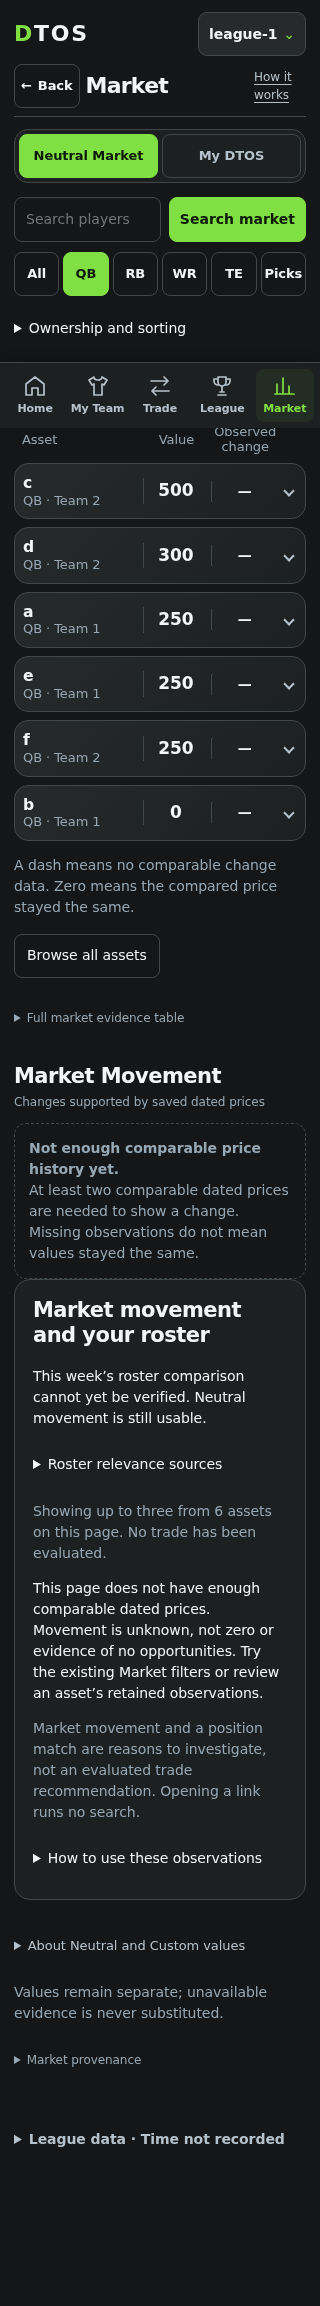 DTOS
league-1
← Back
Market
How it
works
Neutral Market
My DTOS
Search players
Search market
All
QB
RB
WR
TE
Picks
▶ Ownership and sorting
Home
My Team
Trade
League
Market
Asset
Value
Observed
change
c
QB · Team 2
500
—
d
QB · Team 2
300
—
a
QB · Team 1
250
—
e
QB · Team 1
250
—
f
QB · Team 2
250
—
b
QB · Team 1
0
—
A dash means no comparable change
data. Zero means the compared price
stayed the same.
Browse all assets
▶ Full market evidence table
Market Movement
Changes supported by saved dated prices
Not enough comparable price
history yet.
At least two comparable dated prices
are needed to show a change.
Missing observations do not mean
values stayed the same.
Market movement
and your roster
This week’s roster comparison
cannot yet be verified. Neutral
movement is still usable.
▶ Roster relevance sources
Showing up to three from 6 assets
on this page. No trade has been
evaluated.
This page does not have enough
comparable dated prices.
Movement is unknown, not zero or
evidence of no opportunities. Try
the existing Market filters or review
an asset’s retained observations.
Market movement and a position
match are reasons to investigate,
not an evaluated trade
recommendation. Opening a link
runs no search.
▶ How to use these observations
▶ About Neutral and Custom values
Values remain separate; unavailable
evidence is never substituted.
▶ Market provenance
▶ League data · Time not recorded